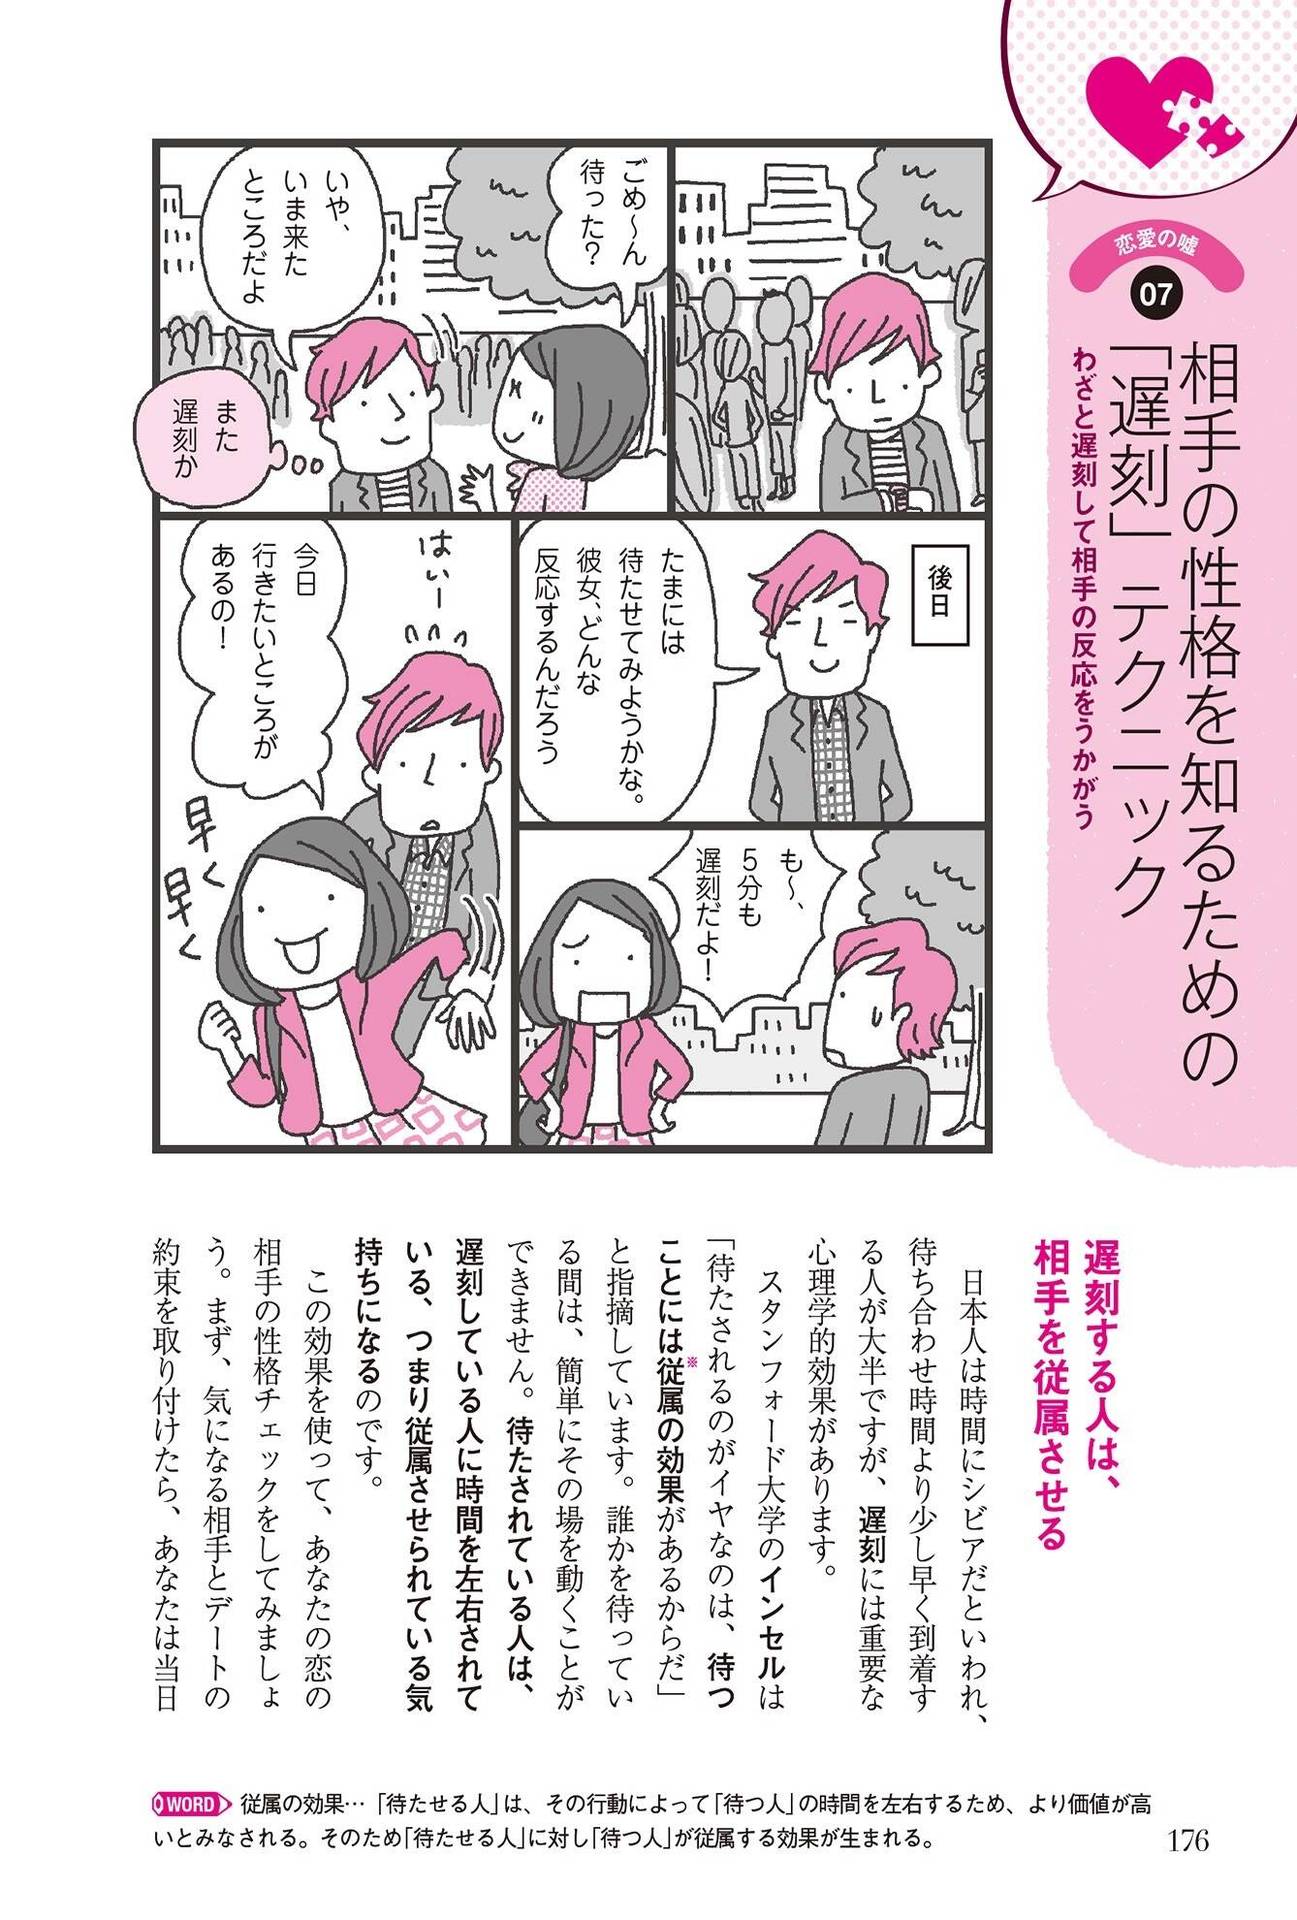 恋愛の嘘
07
相手の性格を知るための
「遅刻」テクニック
わざと遅刻して相手の反応をうかがう
ごめ〜ん
待った?
いや、
いま来た
ところだよ
また
遅刻か
後日
たまには
待たせてみようかな。
彼女、どんな
反応するんだろう
も〜、
5分も
遅刻だよ!
はいー
今日
行きたいところが
あるの!
早く
早く
遅刻する人は、
相手を従属させる
日本人は時間にシビアだといわれ、
待ち合わせ時間より少し早く到着す
る人が大半ですが、遅刻には重要な
心理学的効果があります。
スタンフォード大学のインセルは
「待たされるのがイヤなのは、待つ
ことには従属の効果※があるからだ」
と指摘しています。誰かを待ってい
る間は、簡単にその場を動くことが
できません。待たされている人は、
遅刻している人に時間を左右されて
いる、つまり従属させられている気
持ちになるのです。
この効果を使って、あなたの恋の
相手の性格チェックをしてみましょ
う。まず、気になる相手とデートの
約束を取り付けたら、あなたは当日
WORD 従属の効果…「待たせる人」は、その行動によって「待つ人」の時間を左右するため、より価値が高
いとみなされる。そのため「待たせる人」に対し「待つ人」が従属する効果が生まれる。
176